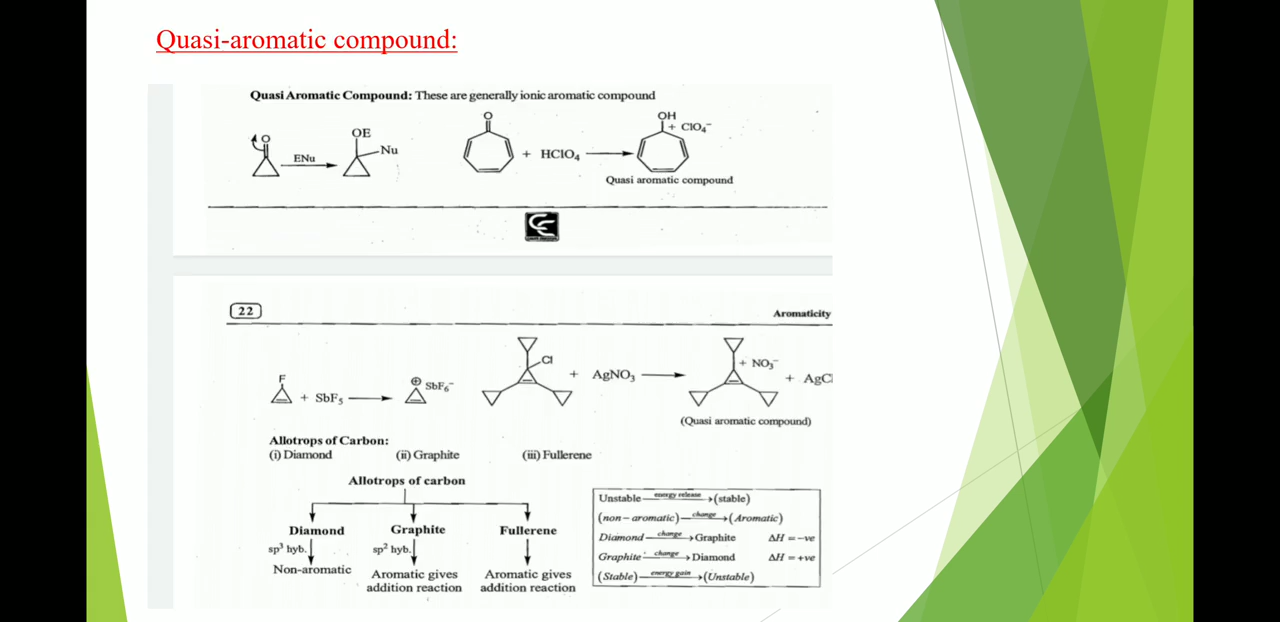 Quasi-aromatic compound:
Quasi Aromatic Compound: These are generally ionic aromatic compound
O
ENu
OE
Nu
O
+ HClO4
OH
+ ClO4⁻
Quasi aromatic compound
22
Aromaticity
F
+ SbF5
⊕ SbF6⁻
Cl
+ AgNO3
+ NO3⁻
+ AgCl
(Quasi aromatic compound)
Allotrops of Carbon:
(i) Diamond (ii) Graphite (iii) Fullerene
Allotrops of carbon
Diamond Graphite Fullerene
sp³ hyb. sp² hyb.
Non-aromatic
Aromatic gives
addition reaction
Aromatic gives
addition reaction
Unstable energy release →(stable)
(non – aromatic) change →(Aromatic)
Diamond change →Graphite ΔH = –ve
Graphite change →Diamond ΔH = +ve
(Stable) energy gain →(Unstable)